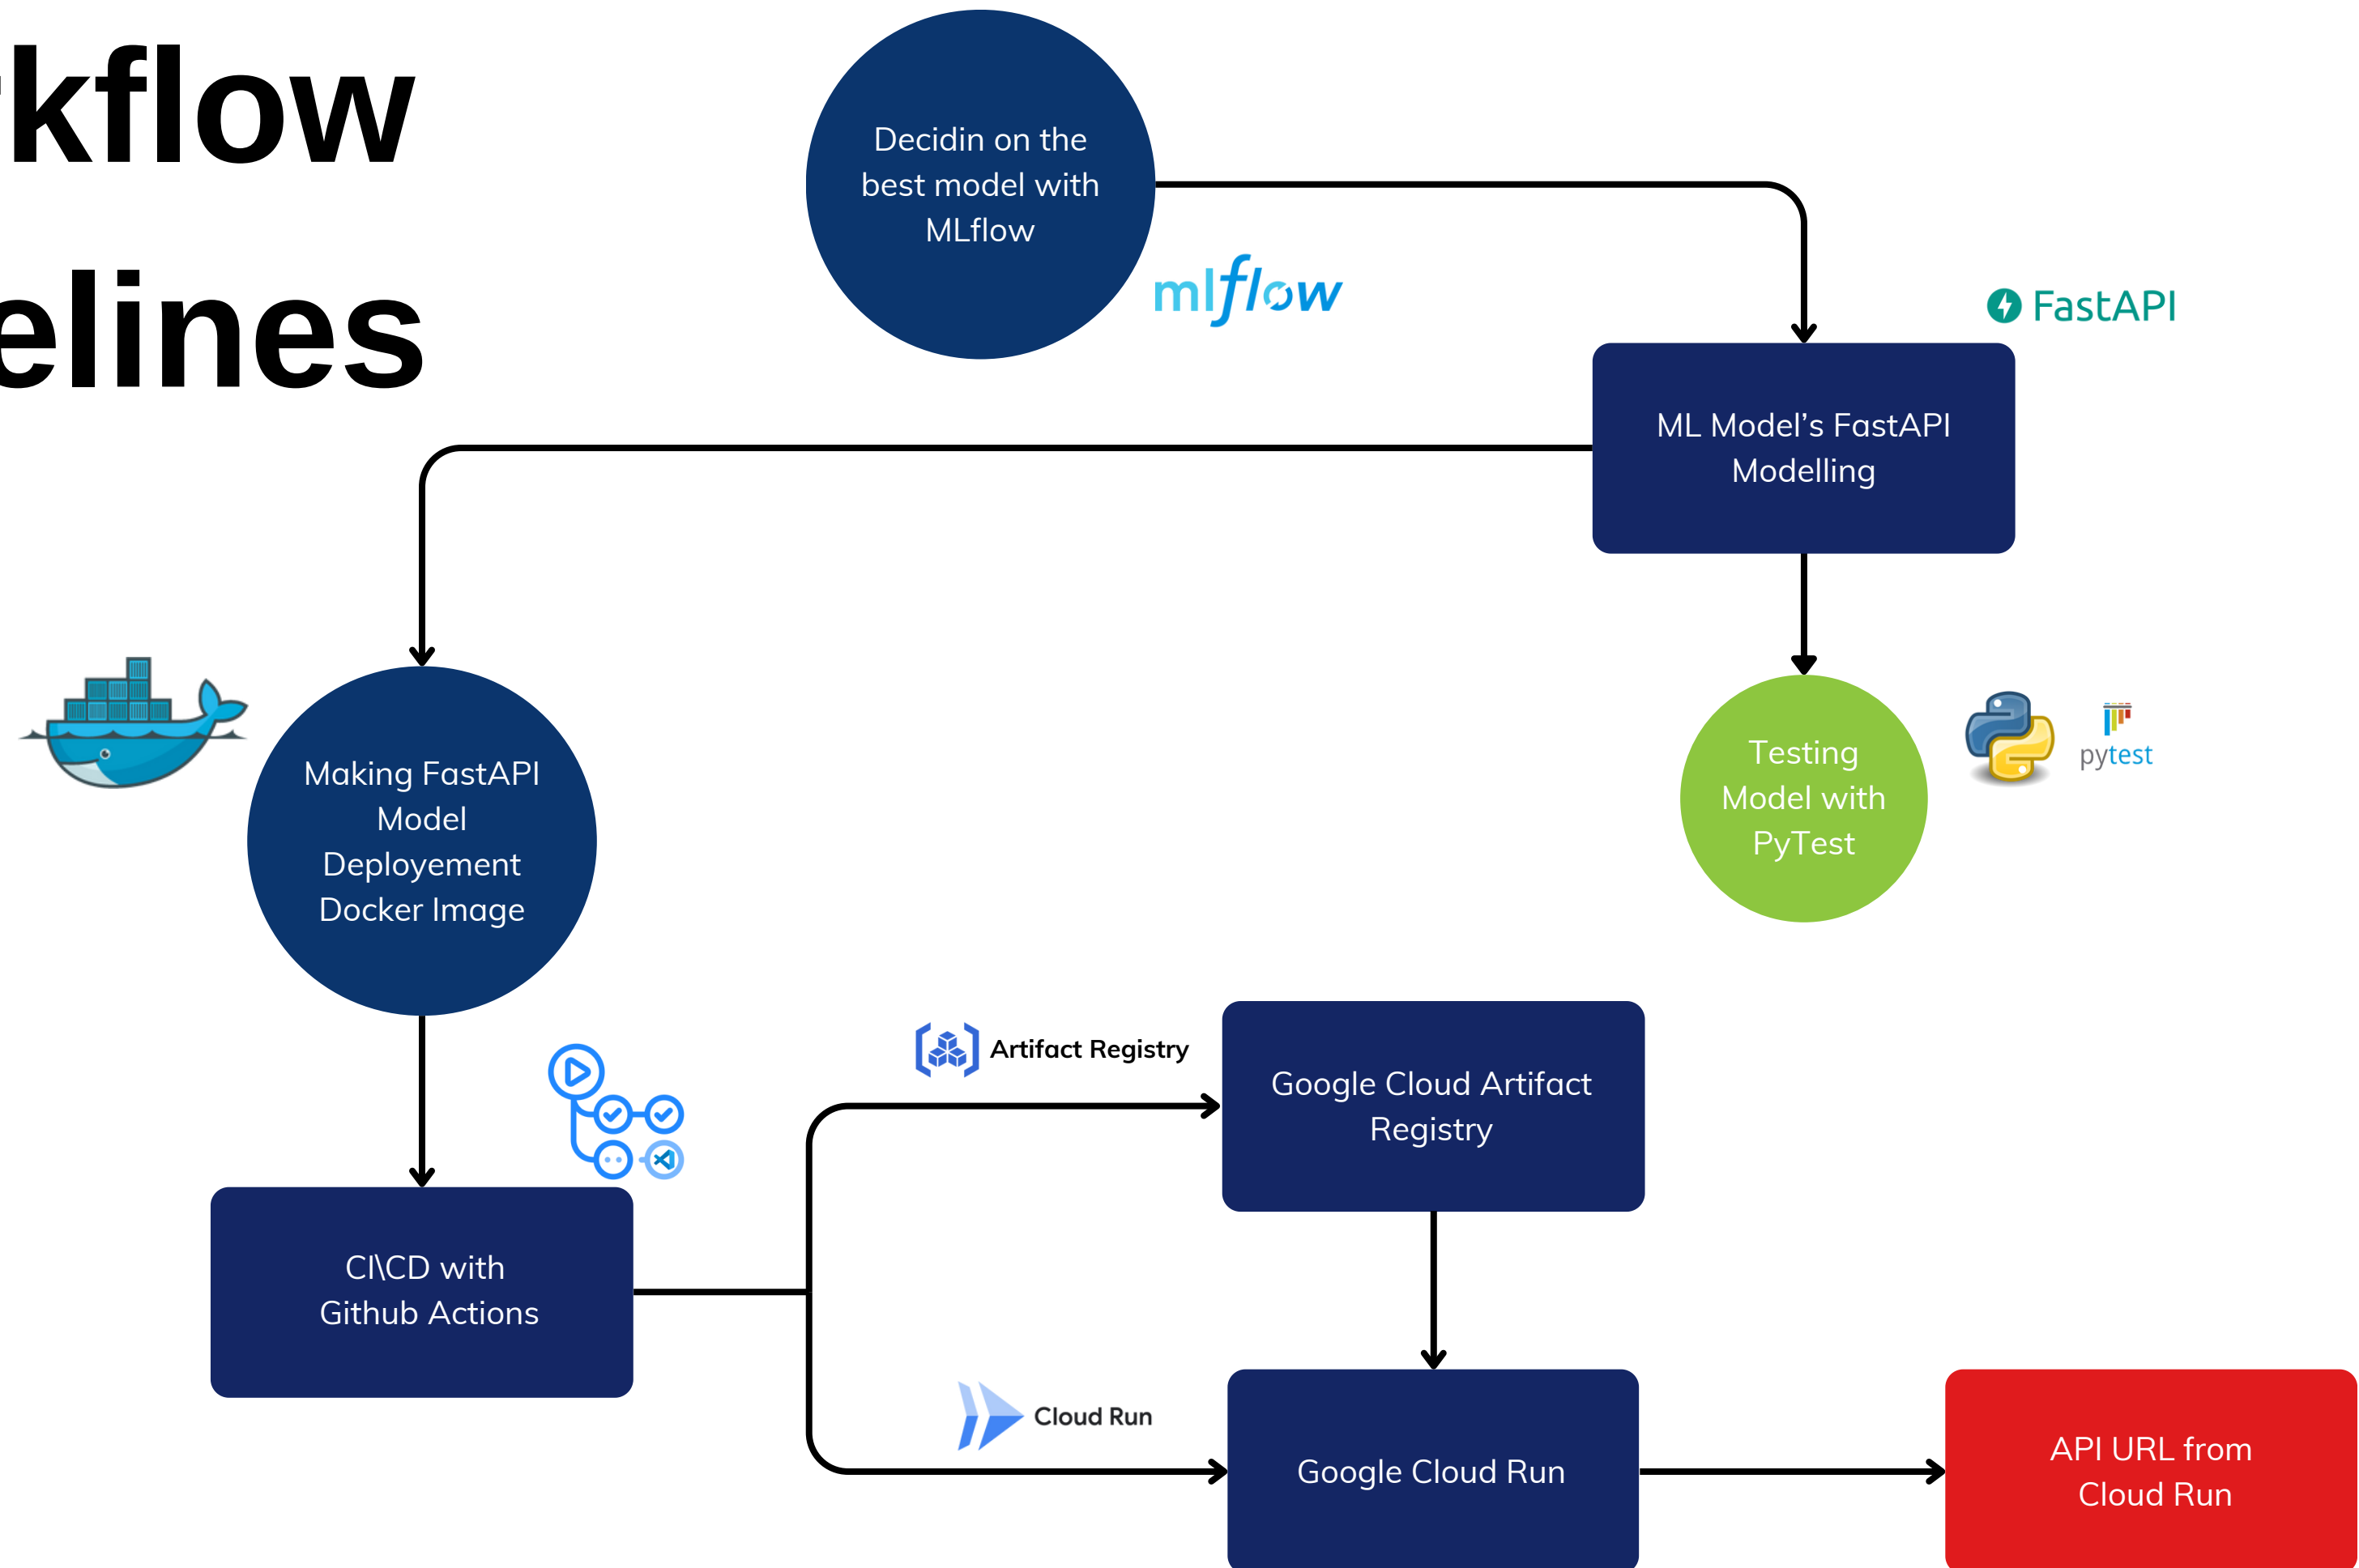 rkflow
elines
Decidin on the
best model with
MLflow
mlflow
FastAPI
ML Model’s FastAPI
Modelling
Making FastAPI
Model
Deployement
Docker Image
Testing
Model with
PyTest
pytest
Artifact Registry
Google Cloud Artifact
Registry
CI\CD with
Github Actions
Cloud Run
Google Cloud Run
API URL from
Cloud Run